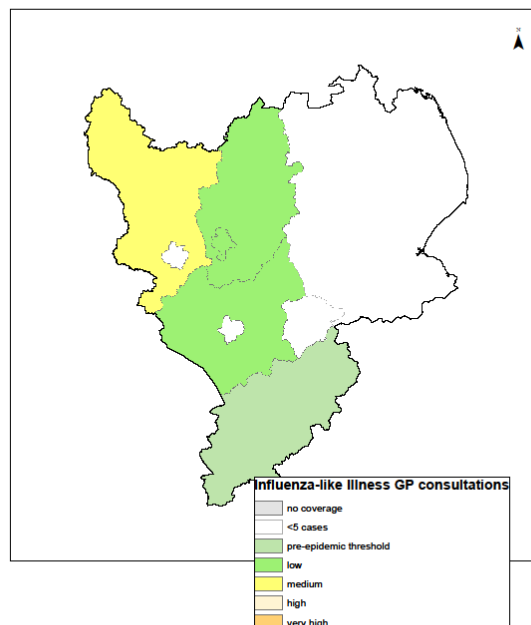 Influenza-like Illness GP consultations
no coverage
<5 cases
pre-epidemic threshold
low
medium
high
very high